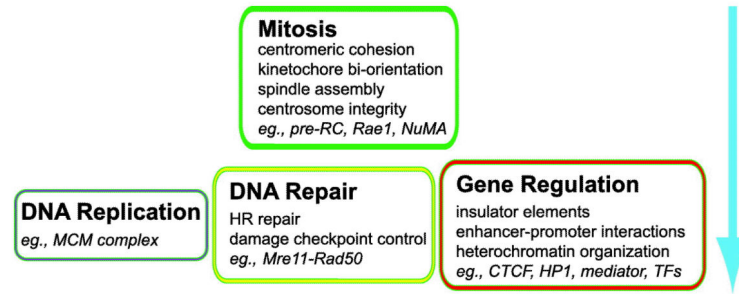 Mitosis
centromeric cohesion
kinetochore bi-orientation
spindle assembly
centrosome integrity
eg., pre-RC, Rae1, NuMA
DNA Replication
eg., MCM complex
DNA Repair
HR repair
damage checkpoint control
eg., Mre11-Rad50
Gene Regulation
insulator elements
enhancer-promoter interactions
heterochromatin organization
eg., CTCF, HP1, mediator, TFs